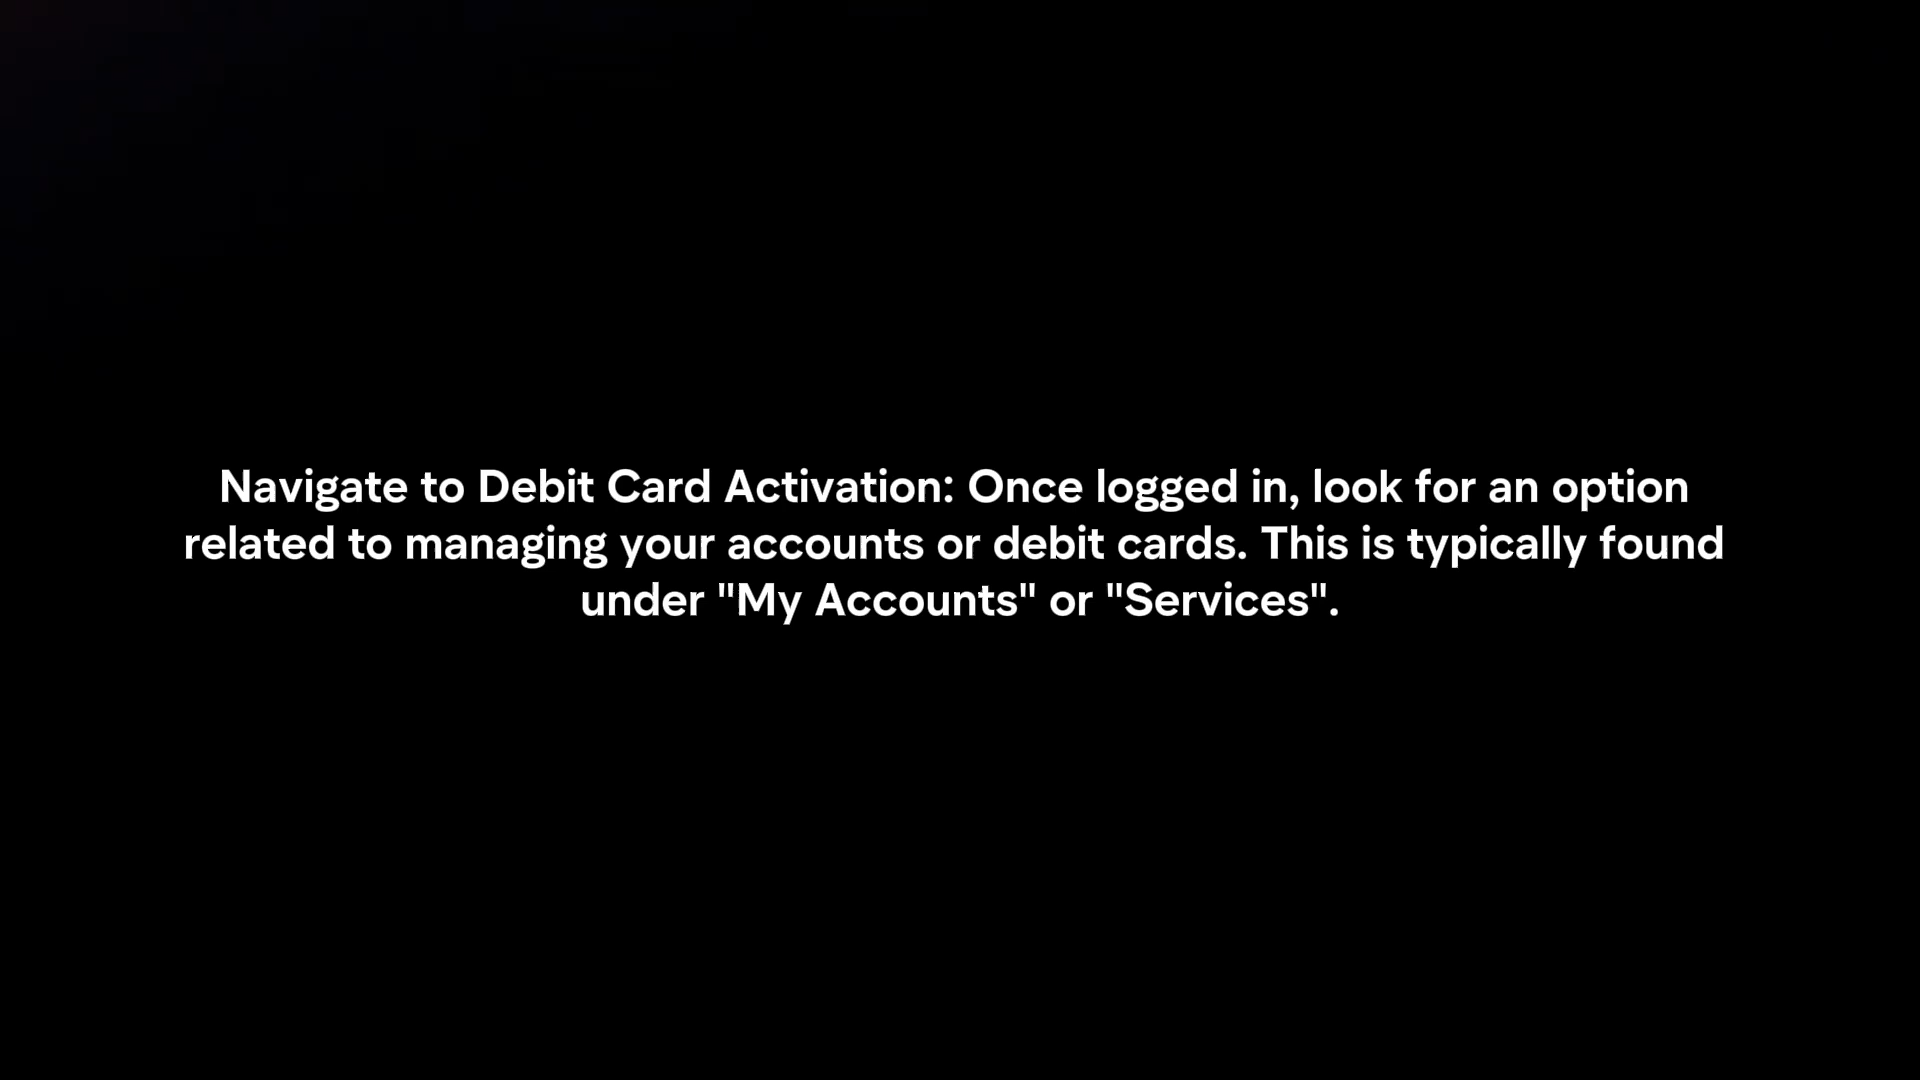 Navigate to Debit Card Activation: Once logged in, look for an option
related to managing your accounts or debit cards. This is typically found
under "My Accounts" or "Services".